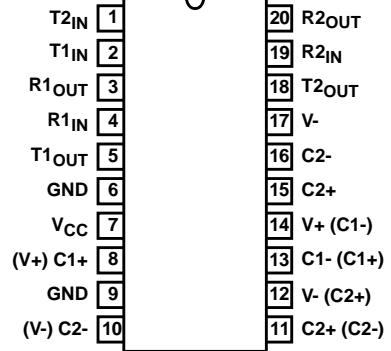 T2IN 1 20 R2OUT
T1IN 2 19 R2IN
R1OUT 3 18 T2OUT
R1IN 4 17 V-
T1OUT 5 16 C2-
GND 6 15 C2+
VCC 7 14 V+ (C1-)
(V+) C1+ 8 13 C1- (C1+)
GND 9 12 V- (C2+)
(V-) C2- 10 11 C2+ (C2-)